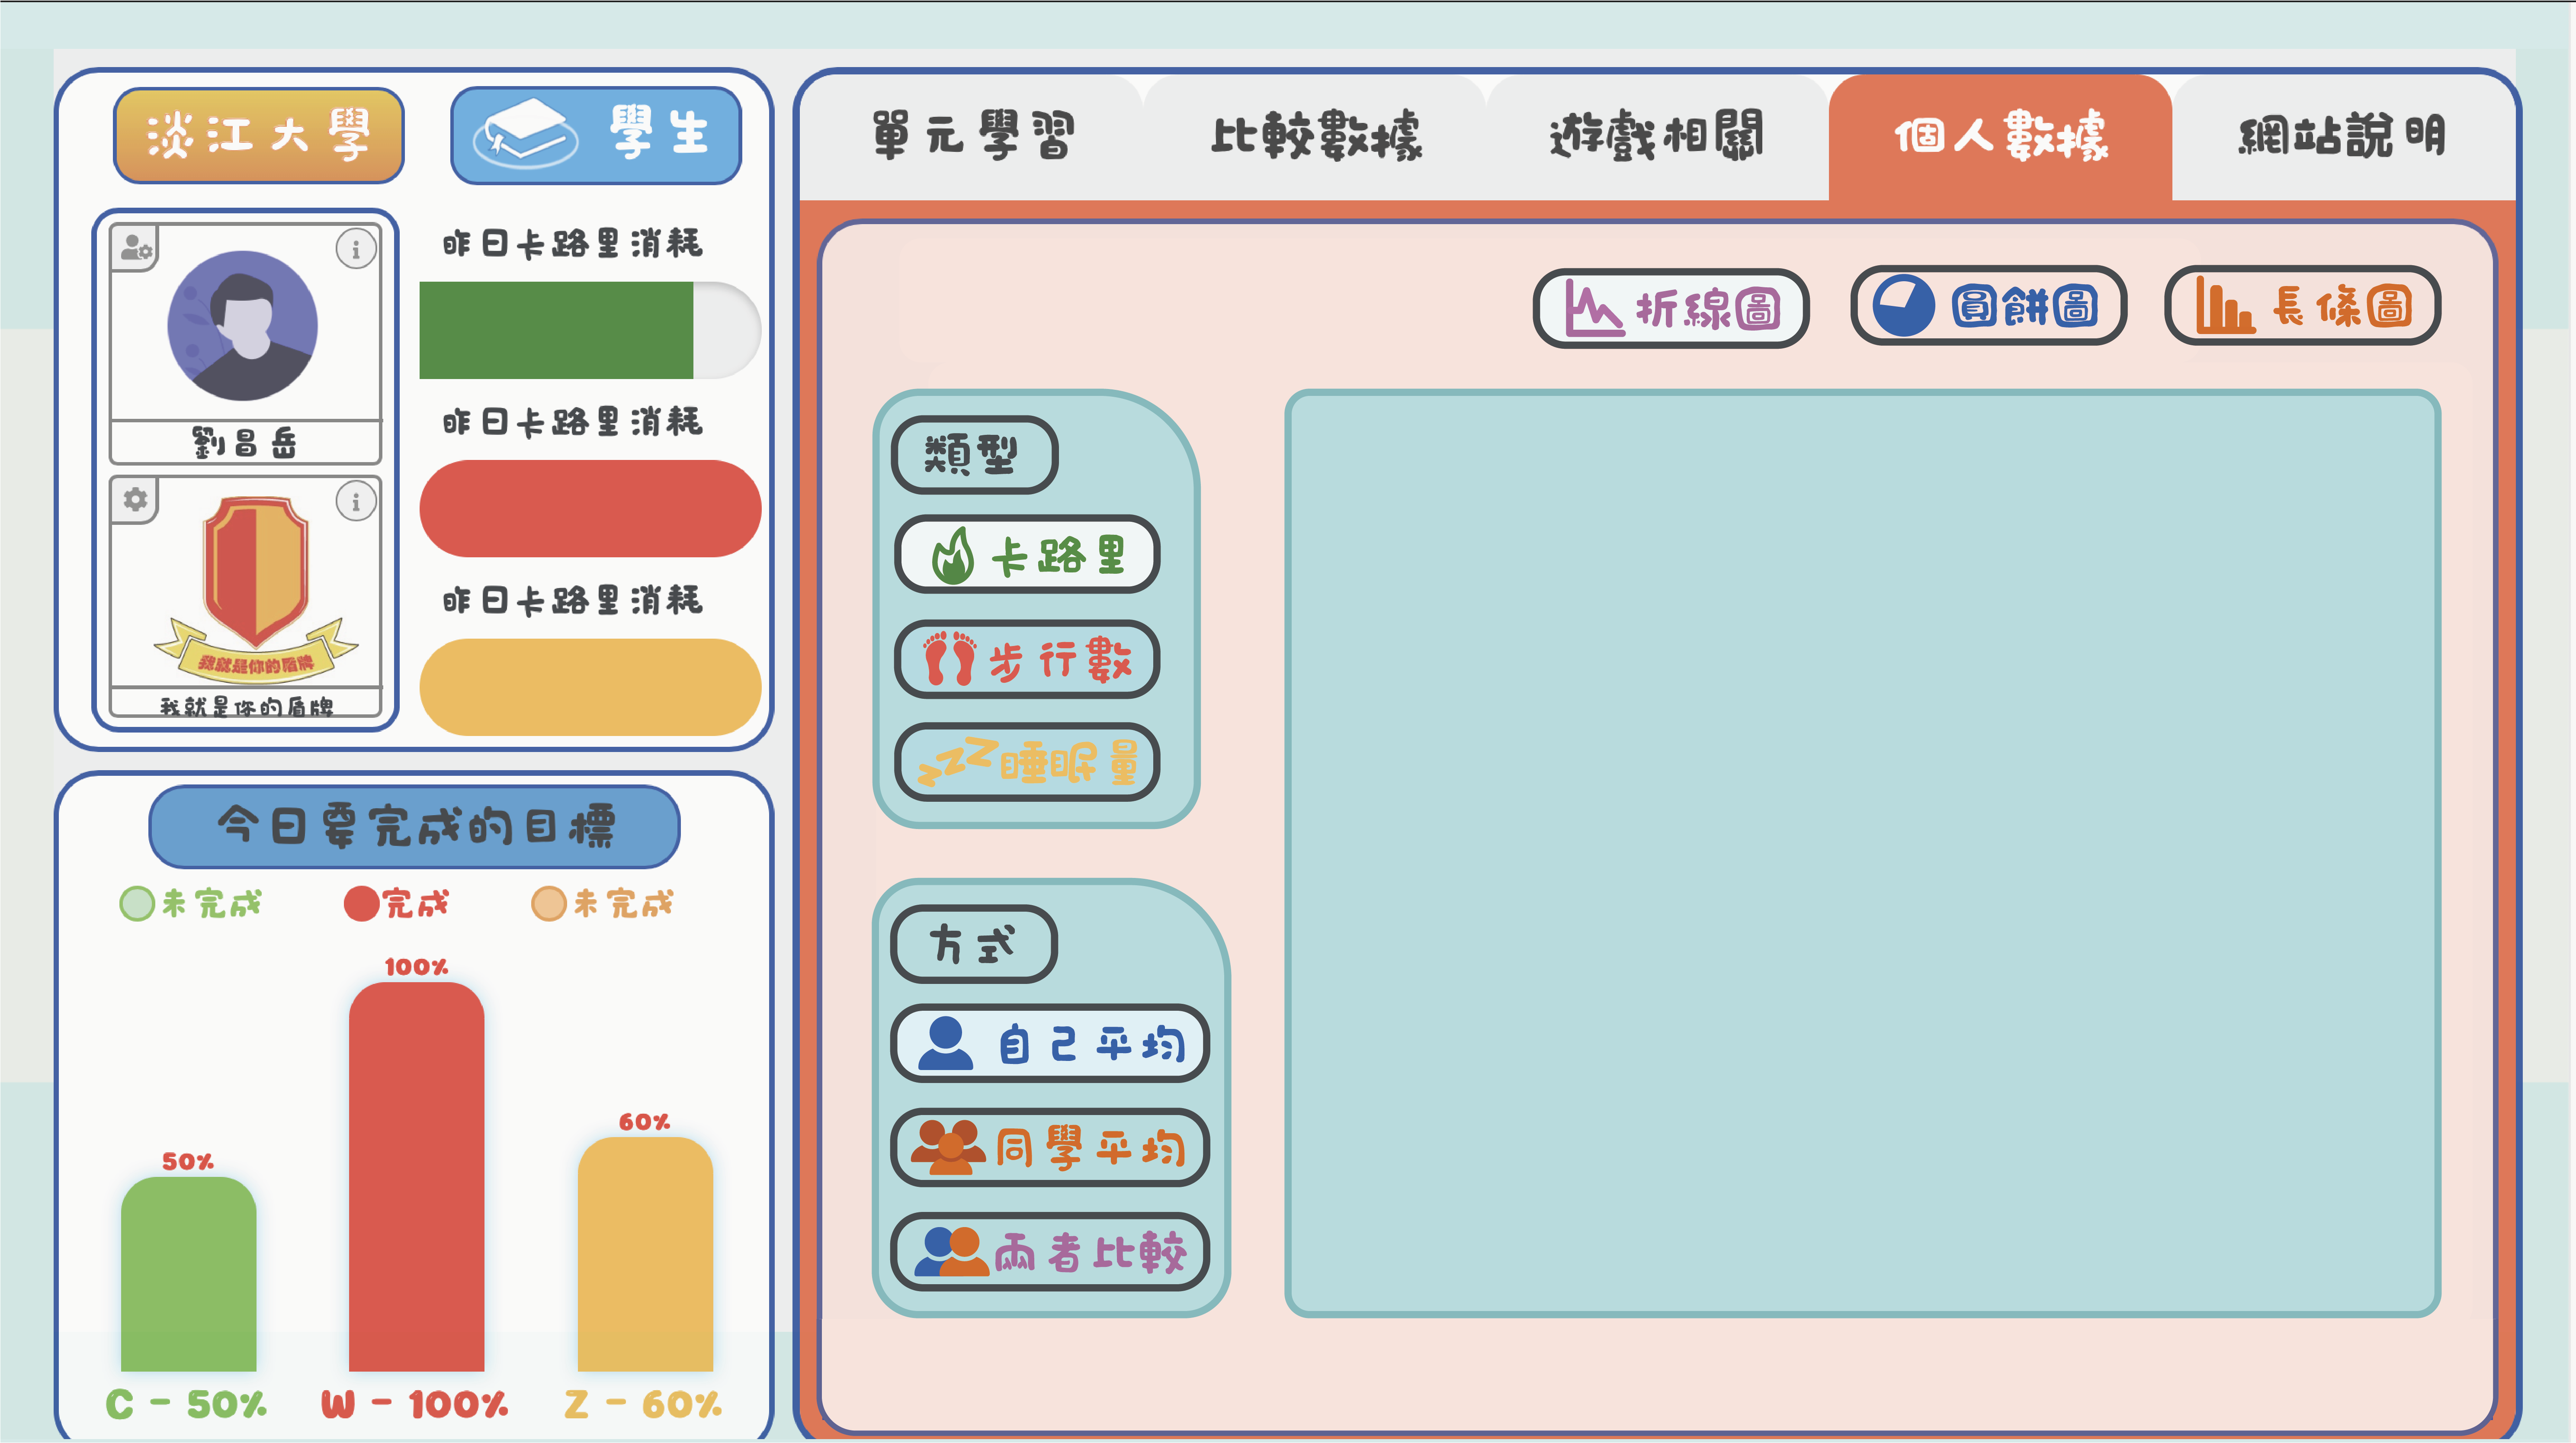 淡江大學
學生
劉昌岳
我就是你的盾牌
我就是你的盾牌
昨日卡路里消耗
昨日卡路里消耗
昨日卡路里消耗
今日要完成的目標
未完成
完成
未完成
50%
100%
60%
C - 50%
W - 100%
Z - 60%
單元學習
比較數據
遊戲相關
個人數據
網站說明
折線圖
圓餅圖
長條圖
類型
卡路里
步行數
zzz睡眠量
方式
自己平均
同學平均
兩者比較